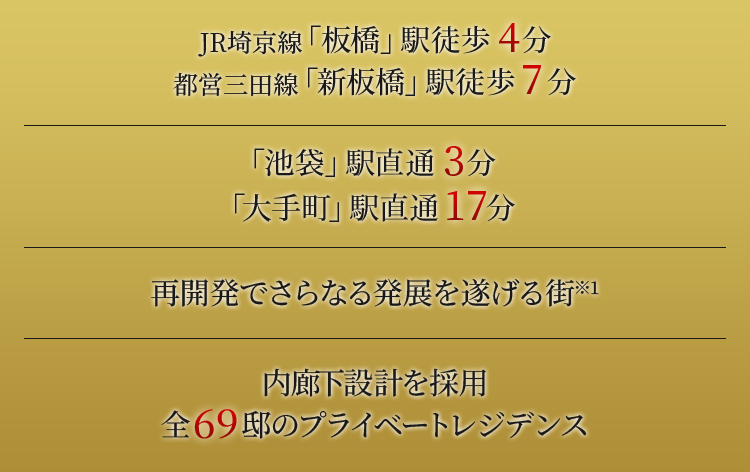 JR埼京線「板橋」駅徒歩 4分
都営三田線「新板橋」駅徒歩 7分
「池袋」駅直通 3分
「大手町」駅直通17分
再開発でさらなる発展を遂げる街※1
内廊下設計を採用
全69邸のプライベートレジデンス